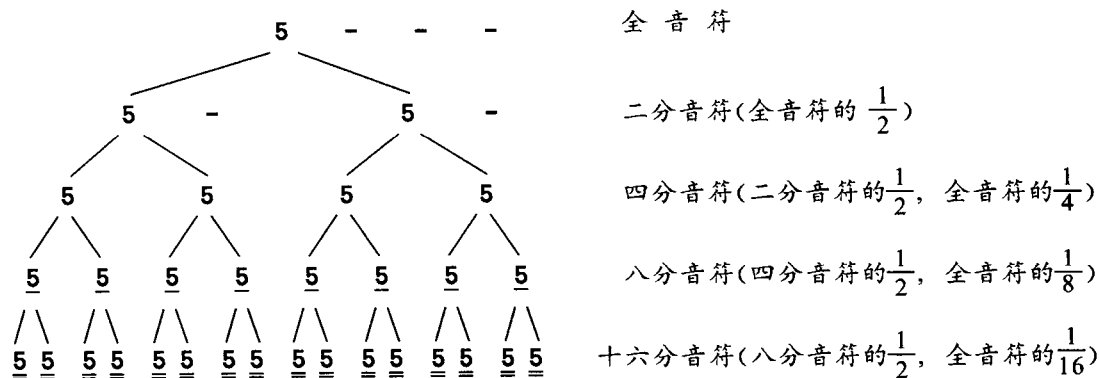 5 - - - 全音符
5 - 5 - 二分音符(全音符的 1/2)
5 5 5 5 四分音符(二分音符的1/2, 全音符的1/4)
5 5 5 5 5 5 5 5 八分音符(四分音符的1/2, 全音符的1/8)
5 5 5 5 5 5 5 5 5 5 5 5 5 5 5 5 十六分音符(八分音符的1/2, 全音符的1/16)